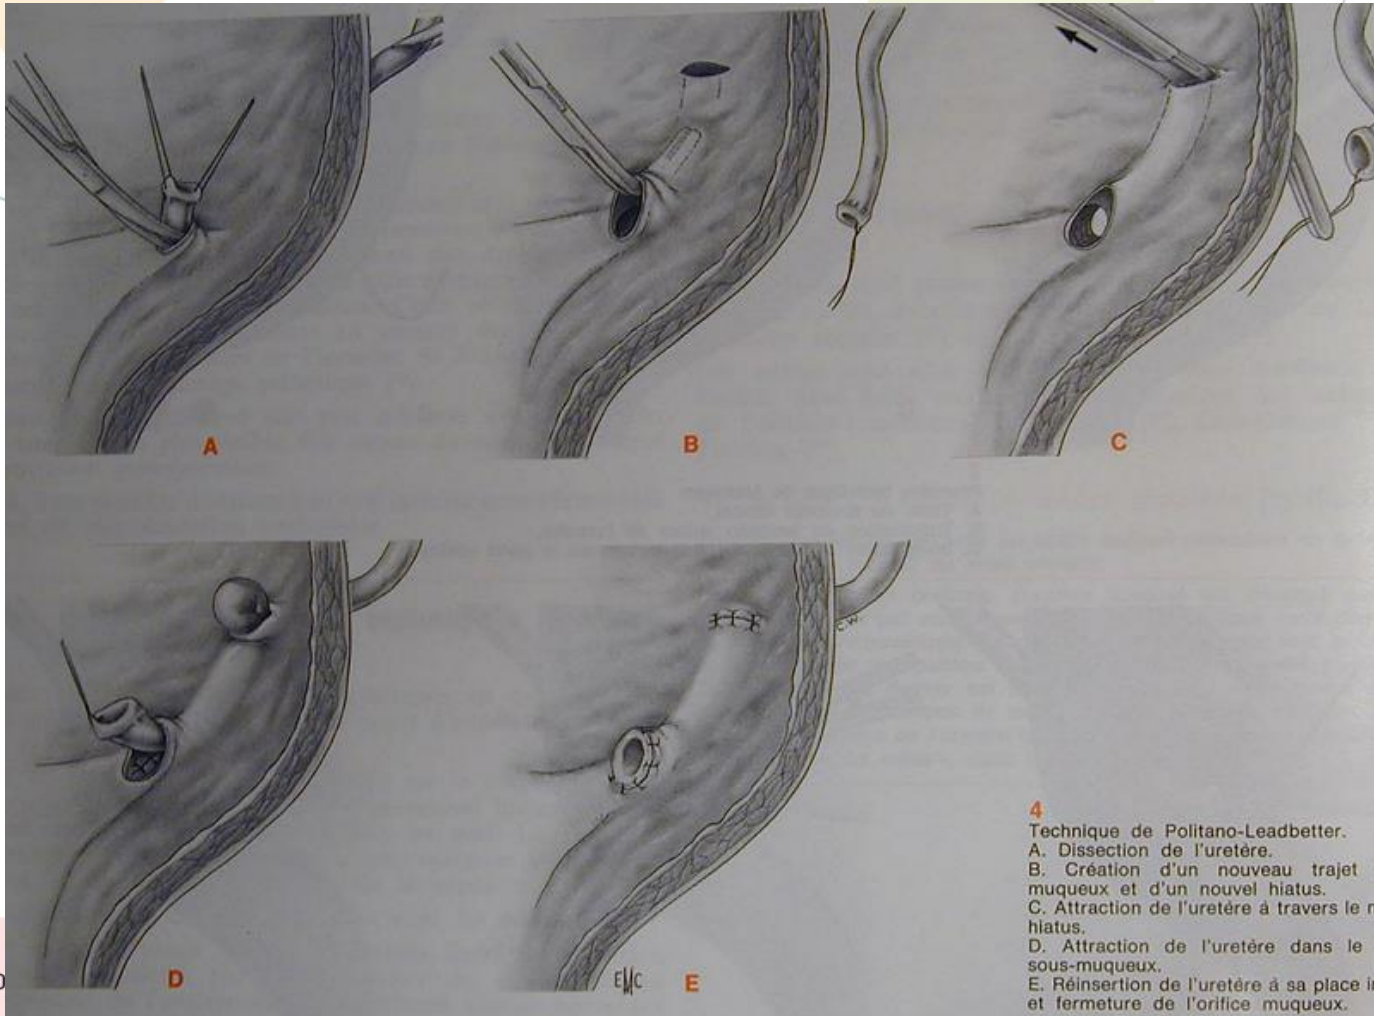 A
B
C
C.W.
D
EMC
E
4
Technique de Politano-Leadbetter.
A. Dissection de l'uretère.
B. Création d'un nouveau trajet
muqueux et d'un nouvel hiatus.
C. Attraction de l'uretère à travers le
hiatus.
D. Attraction de l'uretère dans le
sous-muqueux.
E. Réinsertion de l'uretère à sa place
et fermeture de l'orifice muqueux.